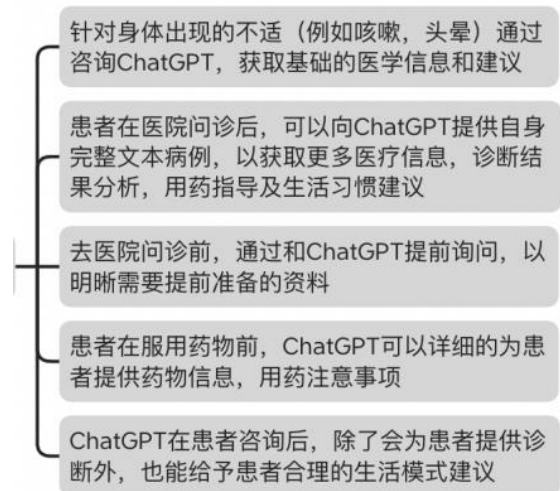 针对身体出现的不适（例如咳嗽，头晕）通过
咨询ChatGPT，获取基础的医学信息和建议
患者在医院问诊后，可以向ChatGPT提供自身
完整文本病例，以获取更多医疗信息，诊断结
果分析，用药指导及生活习惯建议
去医院问诊前，通过和ChatGPT提前询问，以
明晰需要提前准备的资料
患者在服用药物前，ChatGPT可以详细的为患
者提供药物信息，用药注意事项
ChatGPT在患者咨询后，除了会为患者提供诊
断外，也能给予患者合理的生活模式建议